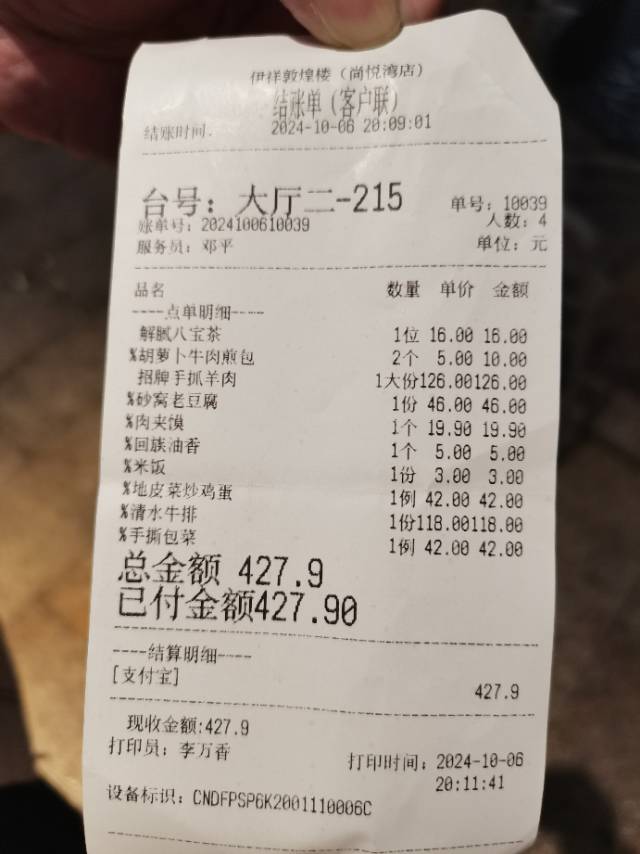 伊祥敦煌楼（尚悦湾店）
结账单（客户联）
结账时间： 2024-10-06 20:09:01
台号：大厅二-215 单号：10039
账单号：2024100610039 人数：4
服务员：邓平 单位：元
品名 数量 单价 金额
----点单明细----
解腻八宝茶 1位 16.00 16.00
%胡萝卜牛肉煎包 2个 5.00 10.00
招牌手抓羊肉 1大份126.00126.00
%砂窝老豆腐 1份 46.00 46.00
%肉夹馍 1个 19.90 19.90
%回族油香 1个 5.00 5.00
%米饭 1份 3.00 3.00
%地皮菜炒鸡蛋 1例 42.00 42.00
%清水牛排 1份118.00118.00
%手撕包菜 1例 42.00 42.00
总金额 427.9
已付金额427.90
----结算明细----
[支付宝] 427.9
现收金额:427.9
打印员：李万香 打印时间：2024-10-06
20:11:41
设备标识：CNDFPSP6K2001110006C